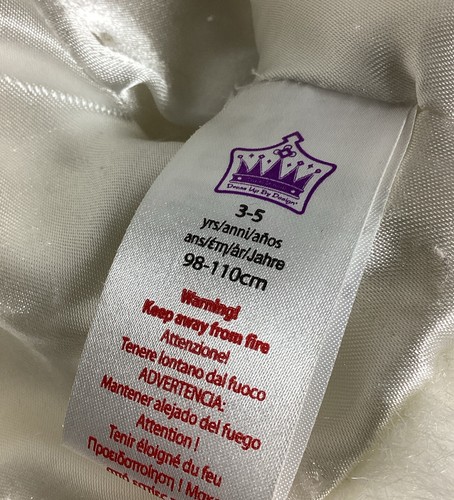 Dress Up By Design
3-5
yrs/anni/años
ans/έτη/år/Jahre
98-110cm
Warning!
Keep away from fire
Attenzione!
Tenere lontano dal fuoco
ADVERTENCIA:
Mantener alejado del fuego
Attention !
Tenir éloigné du feu
Προειδοποίηση !